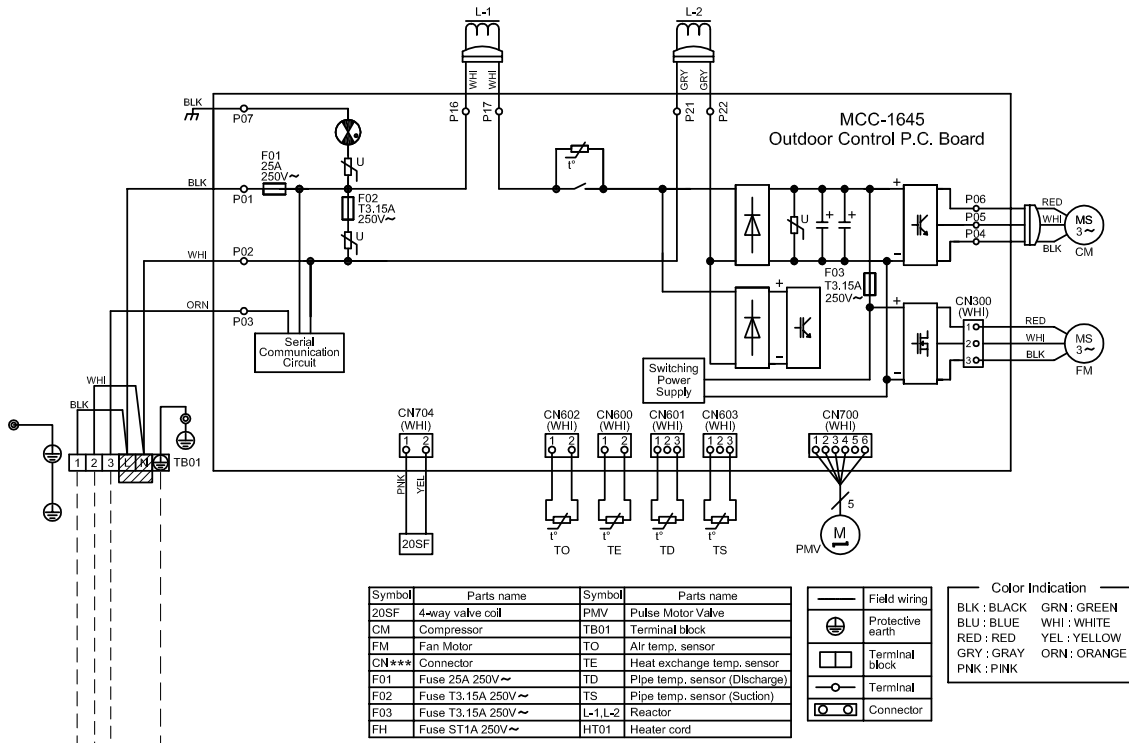 L-1
L-2
WHI
WHI
GRY
GRY
BLK
P07
P16
P17
P21
P22
MCC-1645
Outdoor Control P.C. Board
F01
25A
250V~
U
t°
BLK
P01
F02
T3.15A
250V~
U
U
+
+
+
P06
RED
P05
WHI
P04
BLK
MS
3~
CM
WHI
P02
-
F03
T3.15A
250V~
ORN
P03
Serial
Communication
Circuit
+
-
+
-
CN300
(WHI)
1
2
3
RED
WHI
BLK
MS
3~
FM
Switching
Power
Supply
WHI
BLK
1 2 3 L N
TB01
CN704
(WHI)
1 2
PNK
YEL
20SF
CN602
(WHI)
1 2
t°
TO
CN600
(WHI)
1 2
t°
TE
CN601
(WHI)
1 2 3
t°
TD
CN603
(WHI)
1 2 3
t°
TS
CN700
(WHI)
1 2 3 4 5 6
5
M
PMV
Symbol Parts name Symbol Parts name
20SF 4-way valve coil PMV Pulse Motor Valve
CM Compressor TB01 Terminal block
FM Fan Motor TO Air temp. sensor
CN*** Connector TE Heat exchange temp. sensor
F01 Fuse 25A 250V~ TD Pipe temp. sensor (Discharge)
F02 Fuse T3.15A 250V~ TS Pipe temp. sensor (Suction)
F03 Fuse T3.15A 250V~ L-1,L-2 Reactor
FH Fuse ST1A 250V~ HT01 Heater cord
Field wiring
Protective
earth
Terminal
block
Terminal
Connector
Color Indication
BLK : BLACK GRN : GREEN
BLU : BLUE WHI : WHITE
RED : RED YEL : YELLOW
GRY : GRAY ORN : ORANGE
PNK : PINK